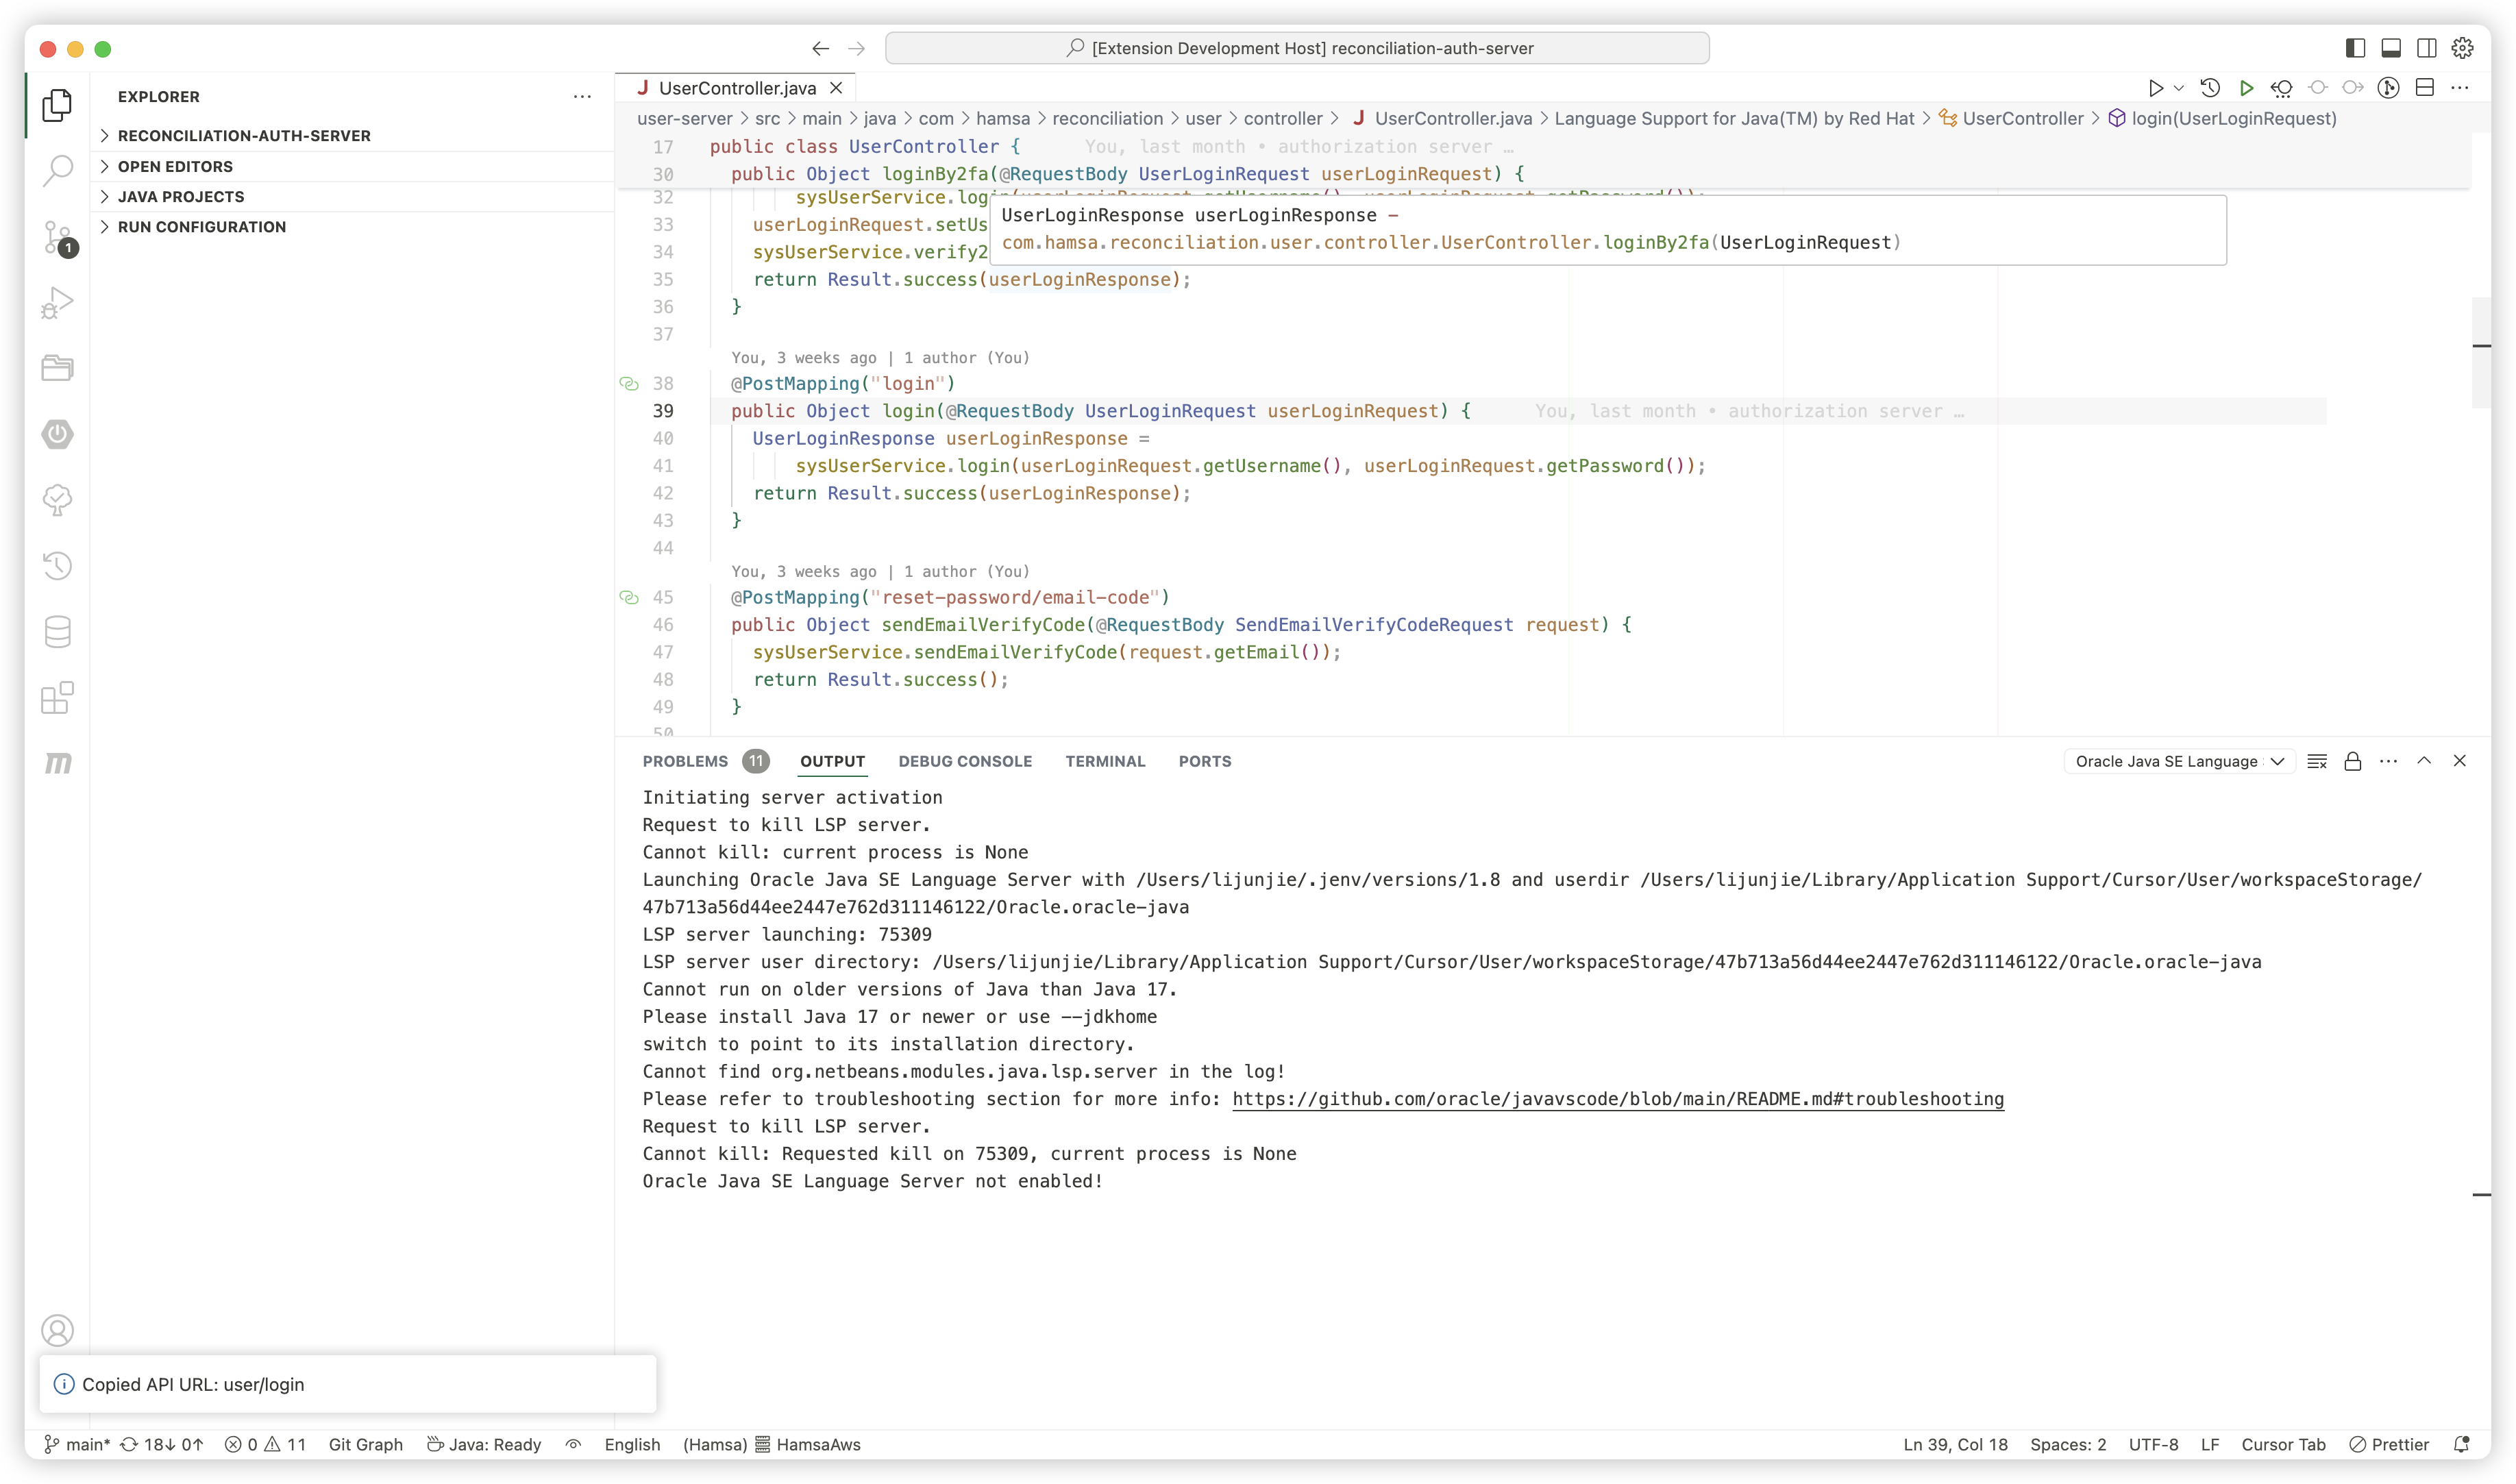 [Extension Development Host] reconciliation-auth-server
EXPLORER
RECONCILIATION-AUTH-SERVER
OPEN EDITORS
JAVA PROJECTS
RUN CONFIGURATION
1
UserController.java
user-server > src > main > java > com > hamsa > reconciliation > user > controller > J UserController.java > Language Support for Java(TM) by Red Hat > UserController > login(UserLoginRequest)
17 public class UserController { You, last month • authorization server …
30 public Object loginBy2fa(@RequestBody UserLoginRequest userLoginRequest) {
32 sysUserService.login(userLoginRequest.getUsername(), userLoginRequest.getPassword());
UserLoginResponse userLoginResponse –
com.hamsa.reconciliation.user.controller.UserController.loginBy2fa(UserLoginRequest)
33 userLoginRequest.setUs
34 sysUserService.verify2
35 return Result.success(userLoginResponse);
36 }
37
You, 3 weeks ago | 1 author (You)
38 @PostMapping("login")
39 public Object login(@RequestBody UserLoginRequest userLoginRequest) { You, last month • authorization server …
40 UserLoginResponse userLoginResponse =
41 sysUserService.login(userLoginRequest.getUsername(), userLoginRequest.getPassword());
42 return Result.success(userLoginResponse);
43 }
44
You, 3 weeks ago | 1 author (You)
45 @PostMapping("reset-password/email-code")
46 public Object sendEmailVerifyCode(@RequestBody SendEmailVerifyCodeRequest request) {
47 sysUserService.sendEmailVerifyCode(request.getEmail());
48 return Result.success();
49 }
50
PROBLEMS 11 OUTPUT DEBUG CONSOLE TERMINAL PORTS Oracle Java SE Language
Initiating server activation
Request to kill LSP server.
Cannot kill: current process is None
Launching Oracle Java SE Language Server with /Users/lijunjie/.jenv/versions/1.8 and userdir /Users/lijunjie/Library/Application Support/Cursor/User/workspaceStorage/
47b713a56d44ee2447e762d311146122/Oracle.oracle-java
LSP server launching: 75309
LSP server user directory: /Users/lijunjie/Library/Application Support/Cursor/User/workspaceStorage/47b713a56d44ee2447e762d311146122/Oracle.oracle-java
Cannot run on older versions of Java than Java 17.
Please install Java 17 or newer or use --jdkhome
switch to point to its installation directory.
Cannot find org.netbeans.modules.java.lsp.server in the log!
Please refer to troubleshooting section for more info: https://github.com/oracle/javavscode/blob/main/README.md#troubleshooting
Request to kill LSP server.
Cannot kill: Requested kill on 75309, current process is None
Oracle Java SE Language Server not enabled!
Copied API URL: user/login
main* 18↓ 0↑ 0 11 Git Graph Java: Ready English (Hamsa) HamsaAws Ln 39, Col 18 Spaces: 2 UTF-8 LF Cursor Tab Prettier